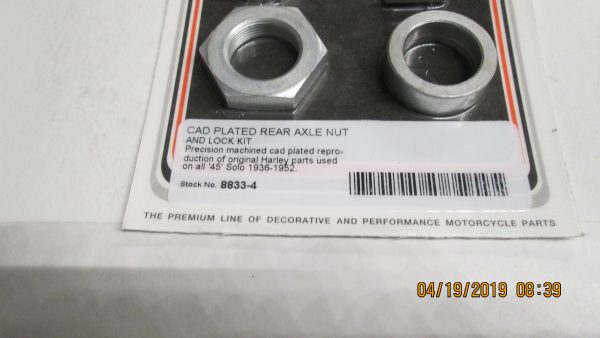 CAD PLATED REAR AXLE NUT
AND LOCK KIT
Precision machined cad plated repro-
duction of original Harley parts used
on all '45' Solo 1936-1952.
Stock No. 8833-4
THE PREMIUM LINE OF DECORATIVE AND PERFORMANCE MOTORCYCLE PARTS
04/19/2019 08:39